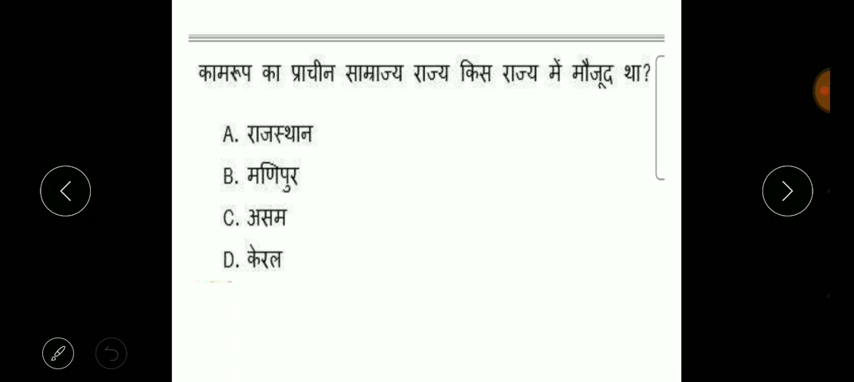 कामरूप का प्राचीन साम्राज्य राज्य किस राज्य में मौजूद था?
A. राजस्थान
B. मणिपुर
C. असम
D. केरल